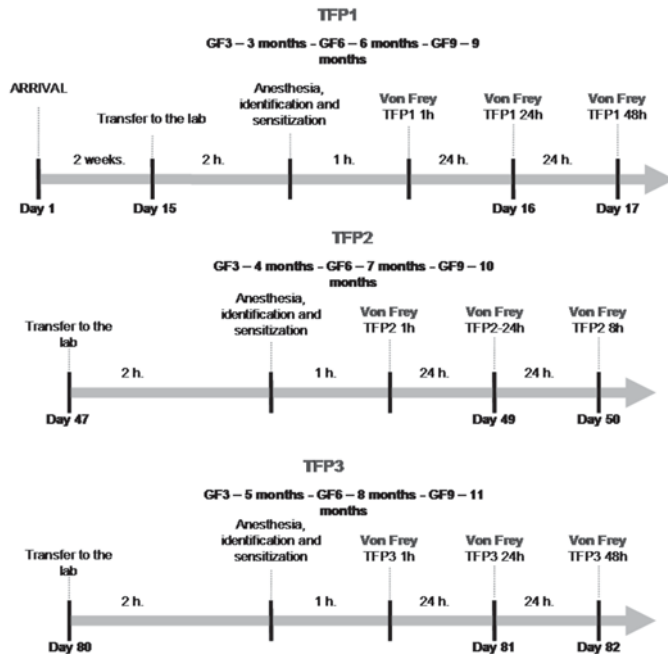 TFP1
GF3 – 3 months - GF6 – 6 months - GF9 – 9
months
ARRIVAL
Transfer to the lab
Anesthesia,
identification and
sensitization
Von Frey
TFP1 1h
Von Frey
TFP1 24h
Von Frey
TFP1 48h
2 weeks.
2 h.
1 h.
24 h.
24 h.
Day 1
Day 15
Day 16
Day 17
TFP2
GF3 – 4 months - GF6 – 7 months - GF9 – 10
months
Transfer to the
lab
Anesthesia,
identification and
sensitization
Von Frey
TFP2 1h
Von Frey
TFP2-24h
Von Frey
TFP2 8h
2 h.
1 h.
24 h.
24 h.
Day 47
Day 49
Day 50
TFP3
GF3 – 5 months - GF6 – 8 months - GF9 – 11
months
Transfer to the
lab
Anesthesia,
identification and
sensitization
Von Frey
TFP3 1h
Von Frey
TFP3 24h
Von Frey
TFP3 48h
2 h.
1 h.
24 h.
24 h.
Day 80
Day 81
Day 82